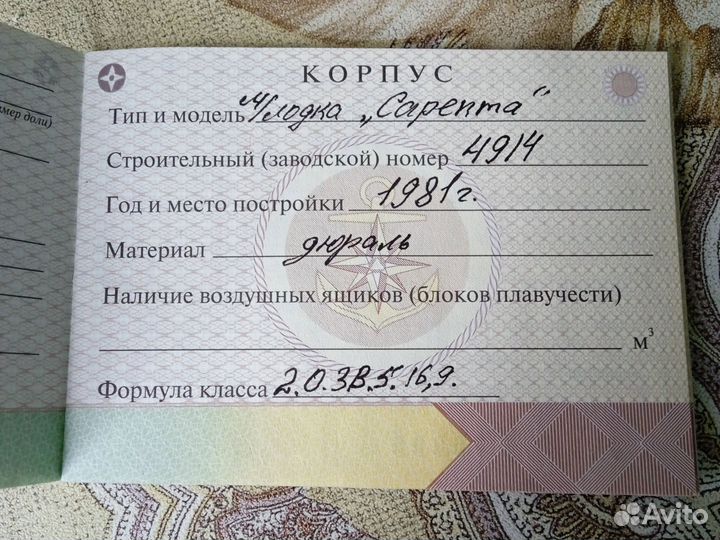 КОРПУС
Тип и модель м/лодка „Сарепта"
мер доли)
Строительный (заводской) номер 4914
Год и место постройки 1981г.
Материал дюраль
Наличие воздушных ящиков (блоков плавучести)
м³
Формула класса 2.0.3В.5.16,9.
Avito